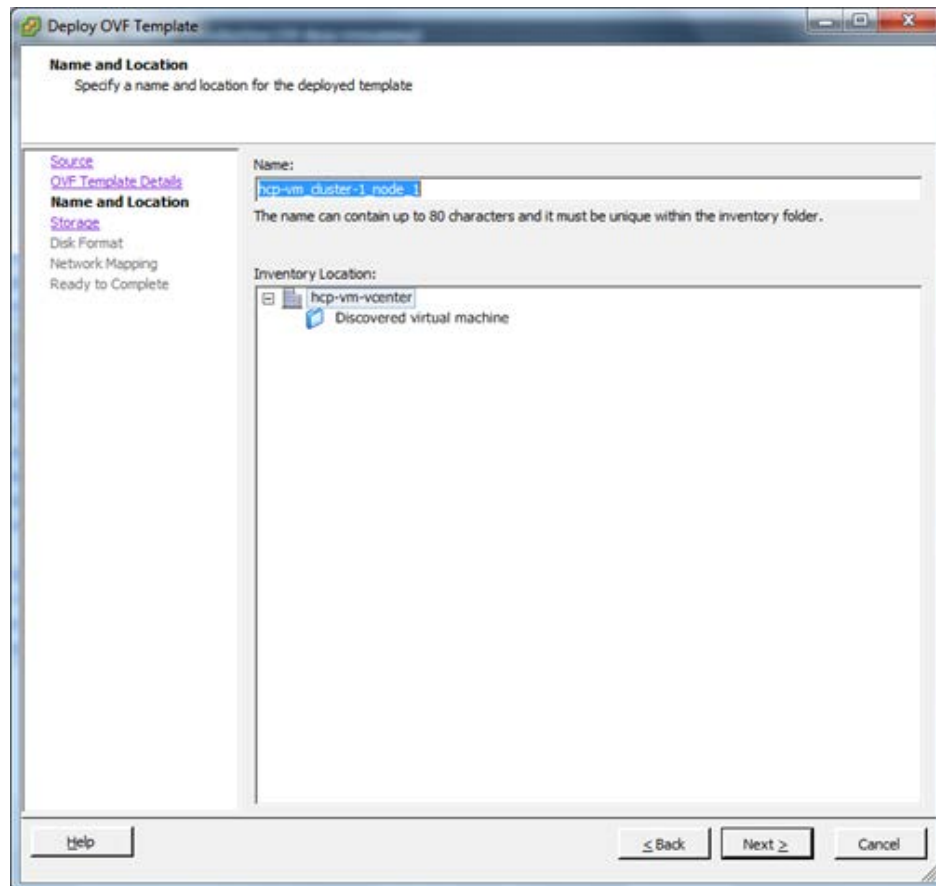 Deploy OVF Template
Name and Location
Specify a name and location for the deployed template
Source
OVF Template Details
Name and Location
Storage
Disk Format
Network Mapping
Ready to Complete
Name:
hcp-vm_cluster-1_node_1
The name can contain up to 80 characters and it must be unique within the inventory folder.
Inventory Location:
hcp-vm-vcenter
Discovered virtual machine
Help
< Back
Next >
Cancel